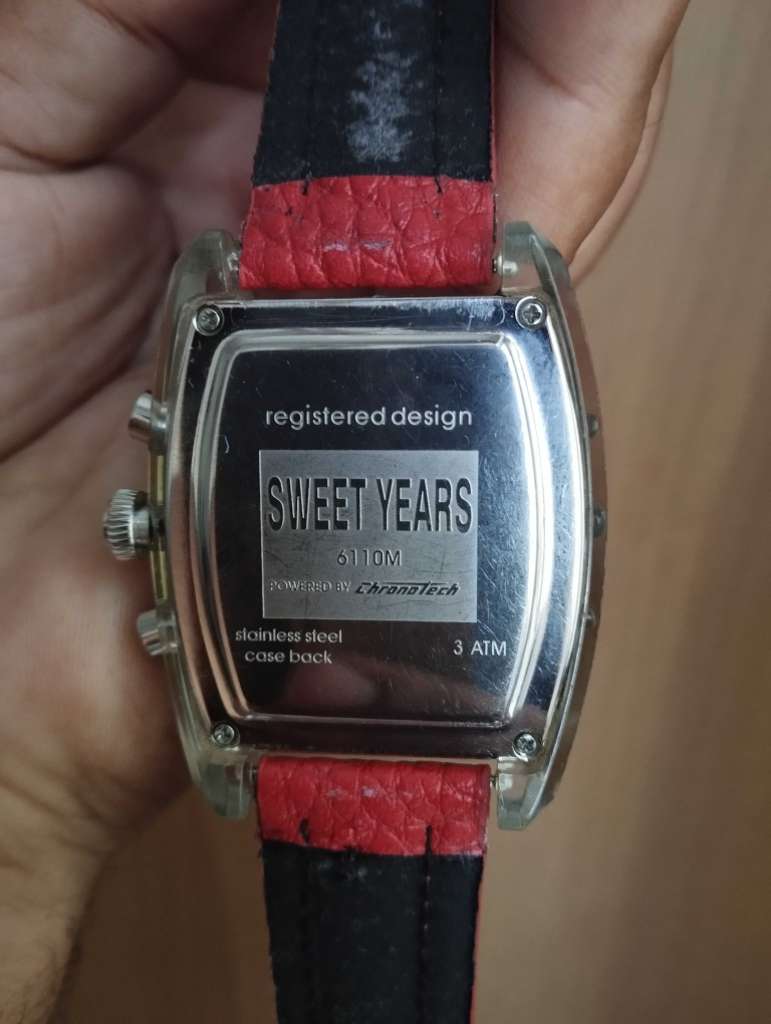 registered design
SWEET YEARS
6110M
POWERED BY ChronoTech
stainless steel
case back
3 ATM